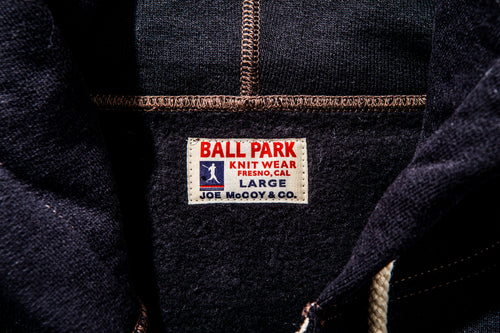 BALL PARK
KNIT WEAR
FRESNO, CAL
LARGE
JOE McCOY & CO.